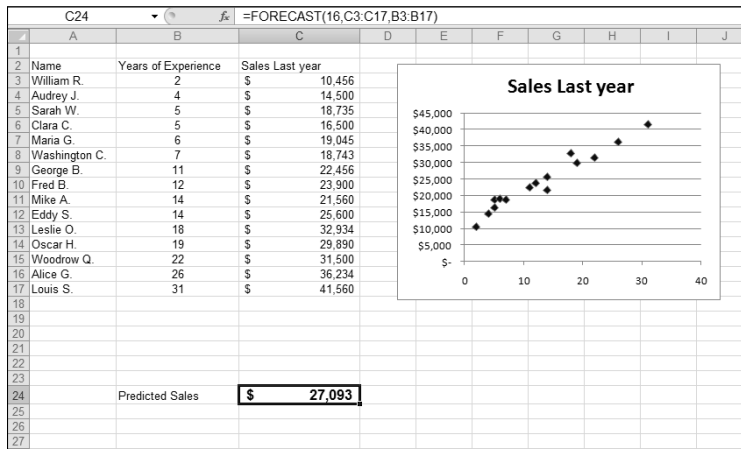 C24 fx =FORECAST(16,C3:C17,B3:B17)
A B C D E F G H I J
1
2 Name Years of Experience Sales Last year
3 William R. 2 $ 10,456
4 Audrey J. 4 $ 14,500
5 Sarah W. 5 $ 18,735
6 Clara C. 5 $ 16,500
7 Maria G. 6 $ 19,045
8 Washington C. 7 $ 18,743
9 George B. 11 $ 22,456
10 Fred B. 12 $ 23,900
11 Mike A. 14 $ 21,560
12 Eddy S. 14 $ 25,600
13 Leslie O. 18 $ 32,934
14 Oscar H. 19 $ 29,890
15 Woodrow Q. 22 $ 31,500
16 Alice G. 26 $ 36,234
17 Louis S. 31 $ 41,560
18
19
20
21
22
23
24 Predicted Sales $ 27,093
25
26
27
Sales Last year
$45,000
$40,000
$35,000
$30,000
$25,000
$20,000
$15,000
$10,000
$5,000
$-
0 10 20 30 40